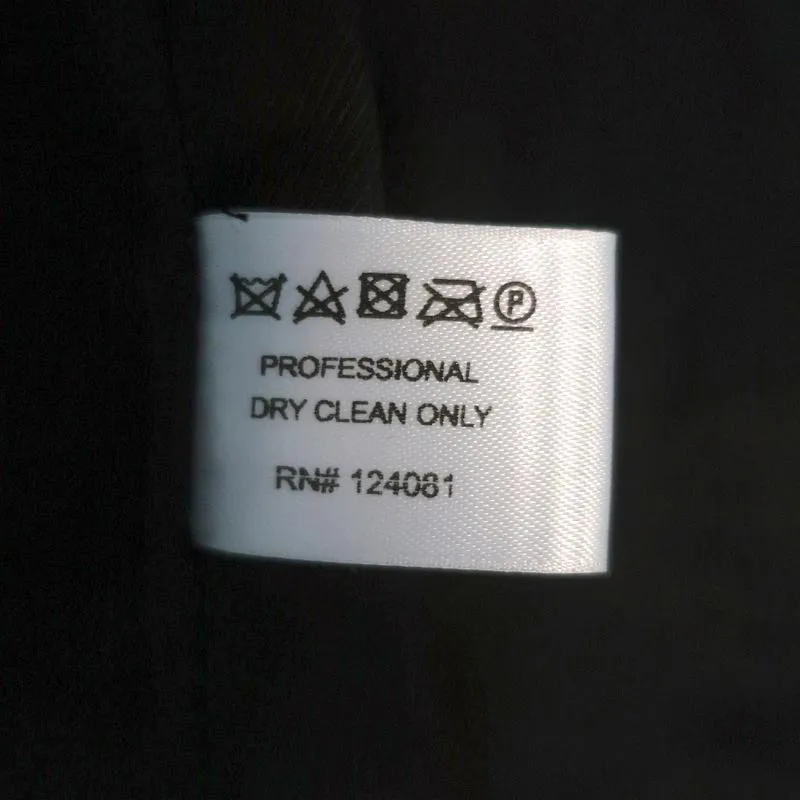 P
PROFESSIONAL
DRY CLEAN ONLY
RN# 124081